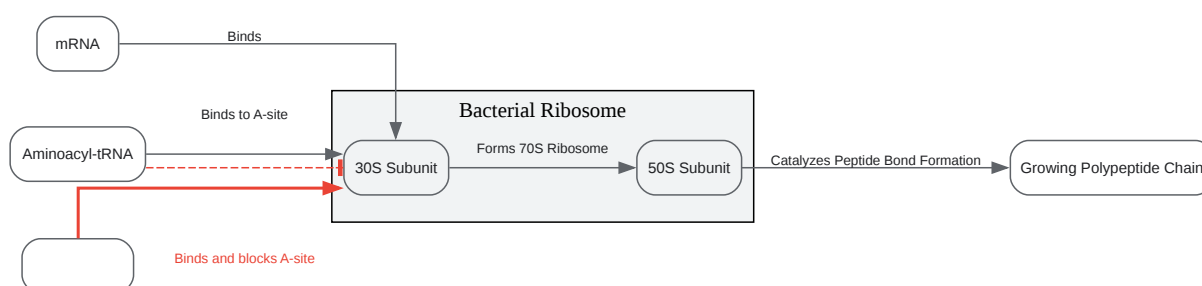 mRNA
Binds
Bacterial Ribosome
Binds to A-site
Aminoacyl-tRNA
30S Subunit
Forms 70S Ribosome
50S Subunit
Catalyzes Peptide Bond Formation
Growing Polypeptide Chain
Binds and blocks A-site